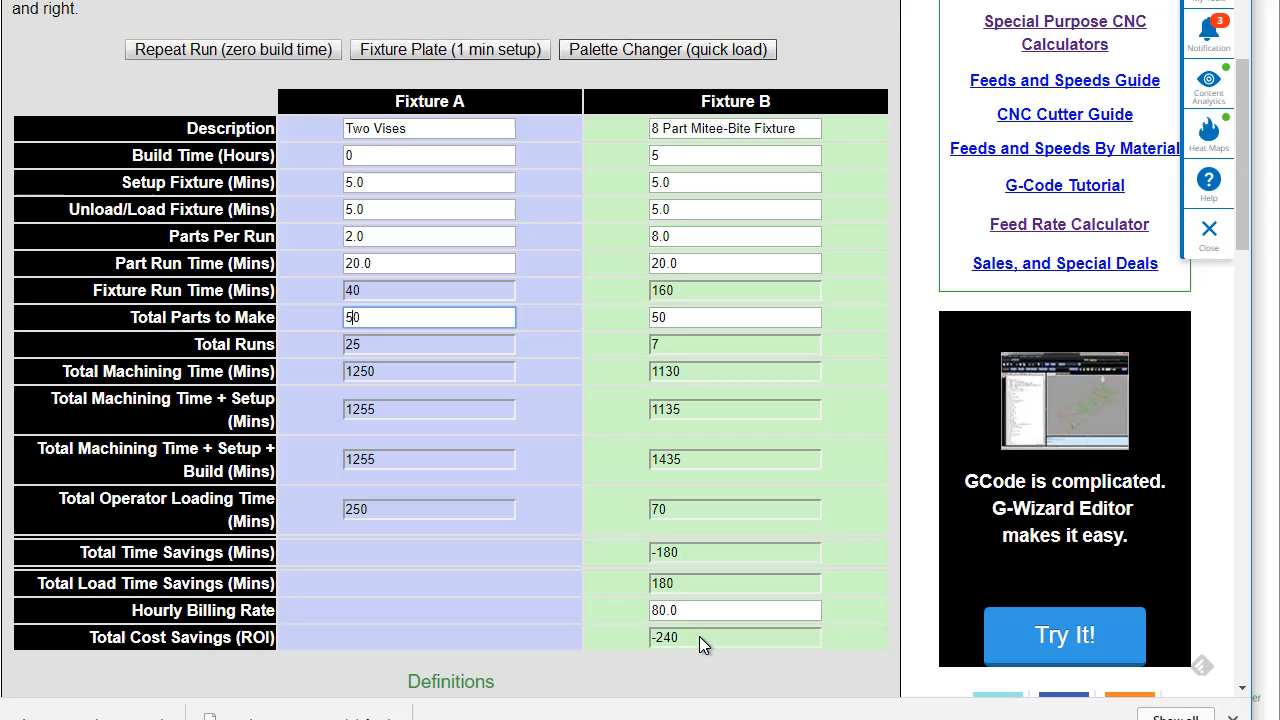 and right.
Repeat Run (zero build time) Fixture Plate (1 min setup) Palette Changer (quick load)
Fixture A Fixture B
Description Two Vises 8 Part Mitee-Bite Fixture
Build Time (Hours) 0 5
Setup Fixture (Mins) 5.0 5.0
Unload/Load Fixture (Mins) 5.0 5.0
Parts Per Run 2.0 8.0
Part Run Time (Mins) 20.0 20.0
Fixture Run Time (Mins) 40 160
Total Parts to Make 50 50
Total Runs 25 7
Total Machining Time (Mins) 1250 1130
Total Machining Time + Setup
(Mins) 1255 1135
Total Machining Time + Setup +
Build (Mins) 1255 1435
Total Operator Loading Time
(Mins) 250 70
Total Time Savings (Mins) -180
Total Load Time Savings (Mins) 180
Hourly Billing Rate 80.0
Total Cost Savings (ROI) -240
Definitions
Special Purpose CNC
Calculators
Feeds and Speeds Guide
CNC Cutter Guide
Feeds and Speeds By Material
G-Code Tutorial
Feed Rate Calculator
Sales, and Special Deals
3
Notification
Content
Analytics
Heat Maps
?
Help
Close
GCode is complicated.
G-Wizard Editor
makes it easy.
Try It!
Show all